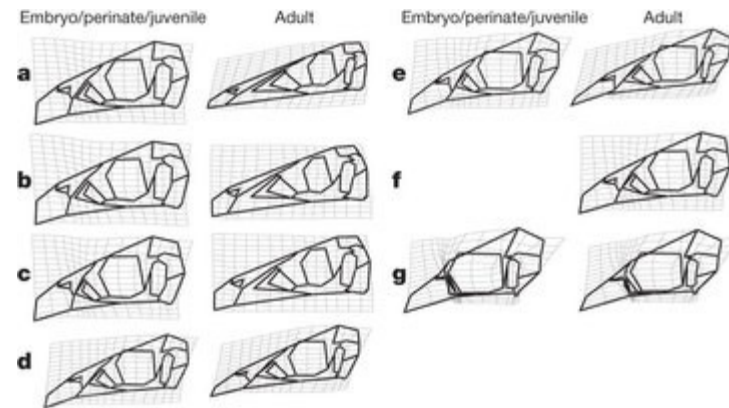 Embryo/perinate/juvenile Adult Embryo/perinate/juvenile Adult
a e
b f
c g
d